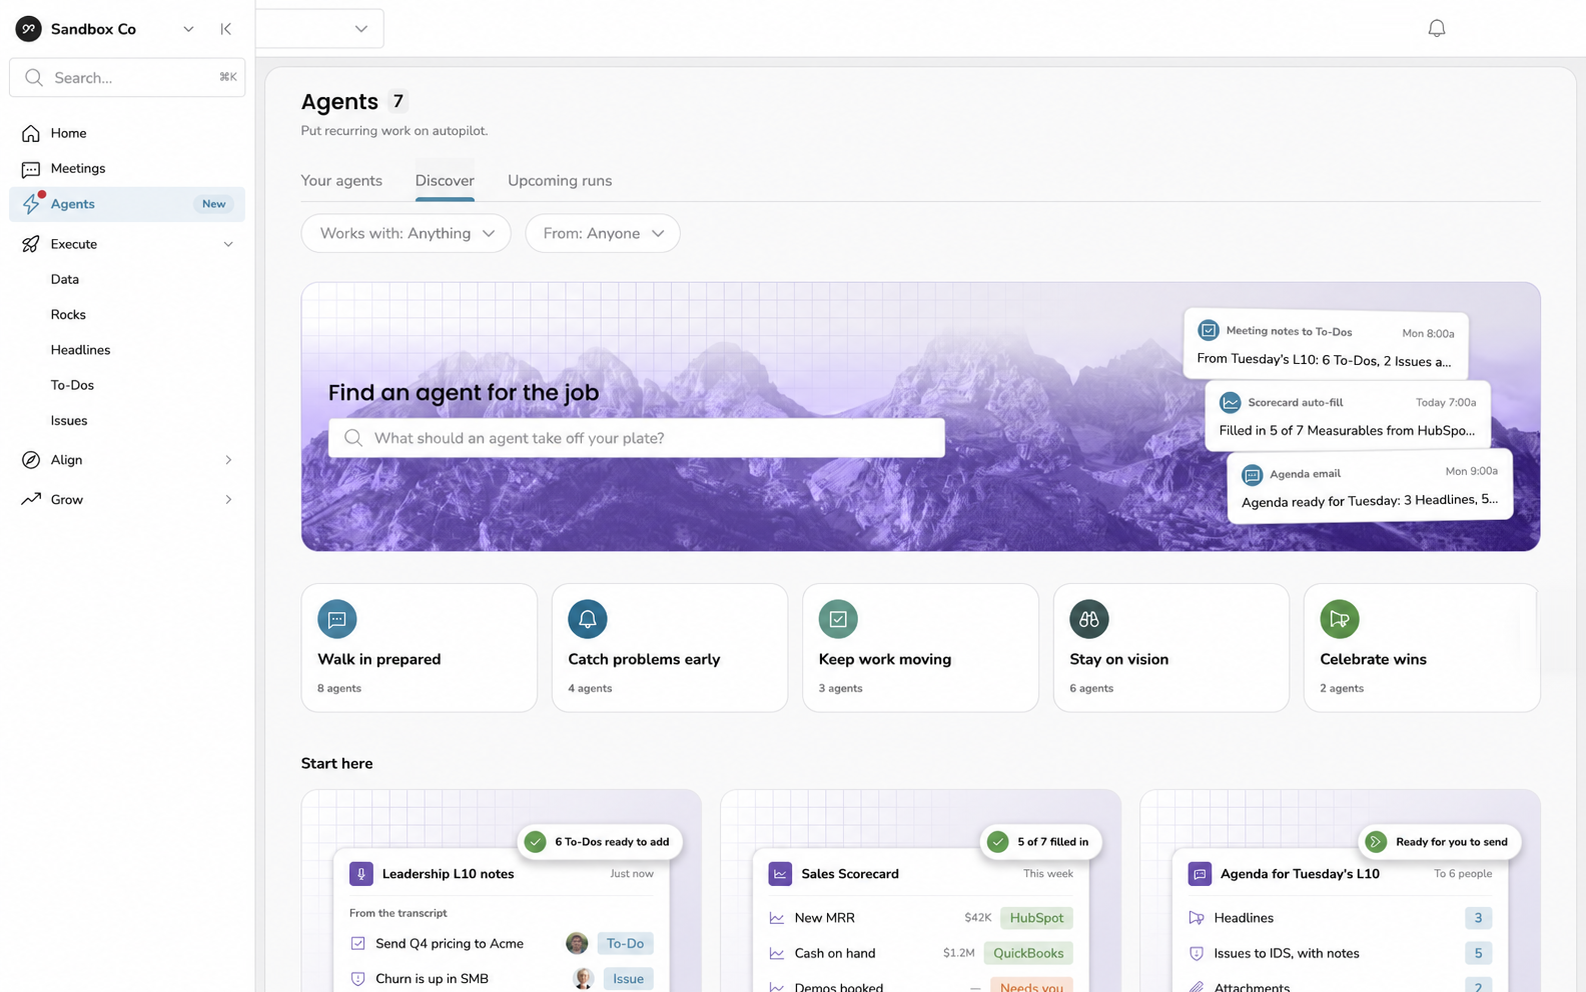 Sandbox Co
Search...
⌘K
Home
Meetings
Agents
New
Execute
Data
Rocks
Headlines
To-Dos
Issues
Align
Grow
Agents 7
Put recurring work on autopilot.
Your agents
Discover
Upcoming runs
Works with: Anything
From: Anyone
Find an agent for the job
What should an agent take off your plate?
Meeting notes to To-Dos
Mon 8:00a
From Tuesday's L10: 6 To-Dos, 2 Issues a...
Scorecard auto-fill
Today 7:00a
Filled in 5 of 7 Measurables from HubSpo...
Agenda email
Mon 9:00a
Agenda ready for Tuesday: 3 Headlines, 5...
Walk in prepared
8 agents
Catch problems early
4 agents
Keep work moving
3 agents
Stay on vision
6 agents
Celebrate wins
2 agents
Start here
6 To-Dos ready to add
Leadership L10 notes
Just now
From the transcript
Send Q4 pricing to Acme
To-Do
Churn is up in SMB
Issue
5 of 7 filled in
Sales Scorecard
This week
New MRR
$42K
HubSpot
Cash on hand
$1.2M
QuickBooks
Demos booked
—
Needs you
Ready for you to send
Agenda for Tuesday's L10
To 6 people
Headlines
3
Issues to IDS, with notes
5
Attachments
2